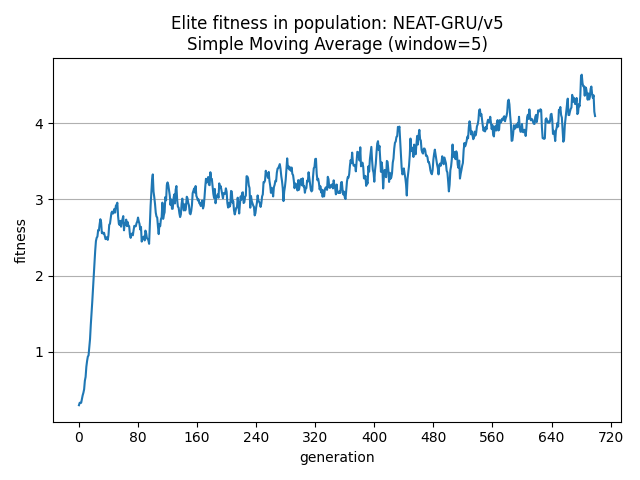 Elite fitness in population: NEAT-GRU/v5
Simple Moving Average (window=5)
fitness
4
3
2
1
0 80 160 240 320 400 480 560 640 720
generation